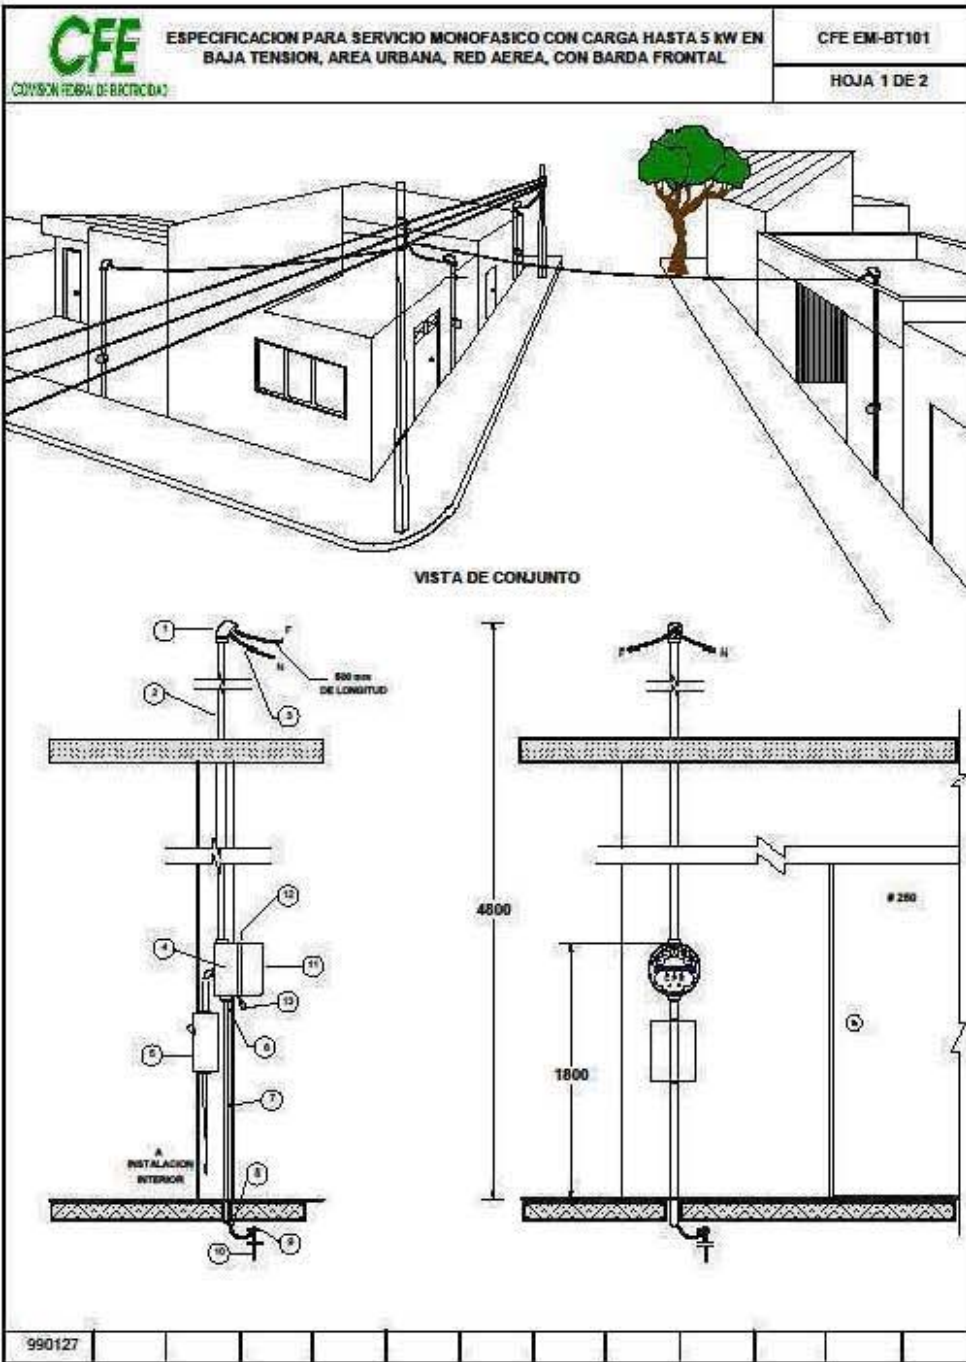 CFE
COMISION FEDERAL DE ELECTRICIDAD
ESPECIFICACION PARA SERVICIO MONOFASICO CON CARGA HASTA 5 kW EN
BAJA TENSION, AREA URBANA, RED AEREA, CON BARDA FRONTAL
CFE EM-BT101
HOJA 1 DE 2
VISTA DE CONJUNTO
1
F
N
500 mm
DE LONGITUD
2
3
F
N
12
4
11
13
5
6
7
A
INSTALACION
INTERIOR
8
9
10
4800
1800
# 250
990127